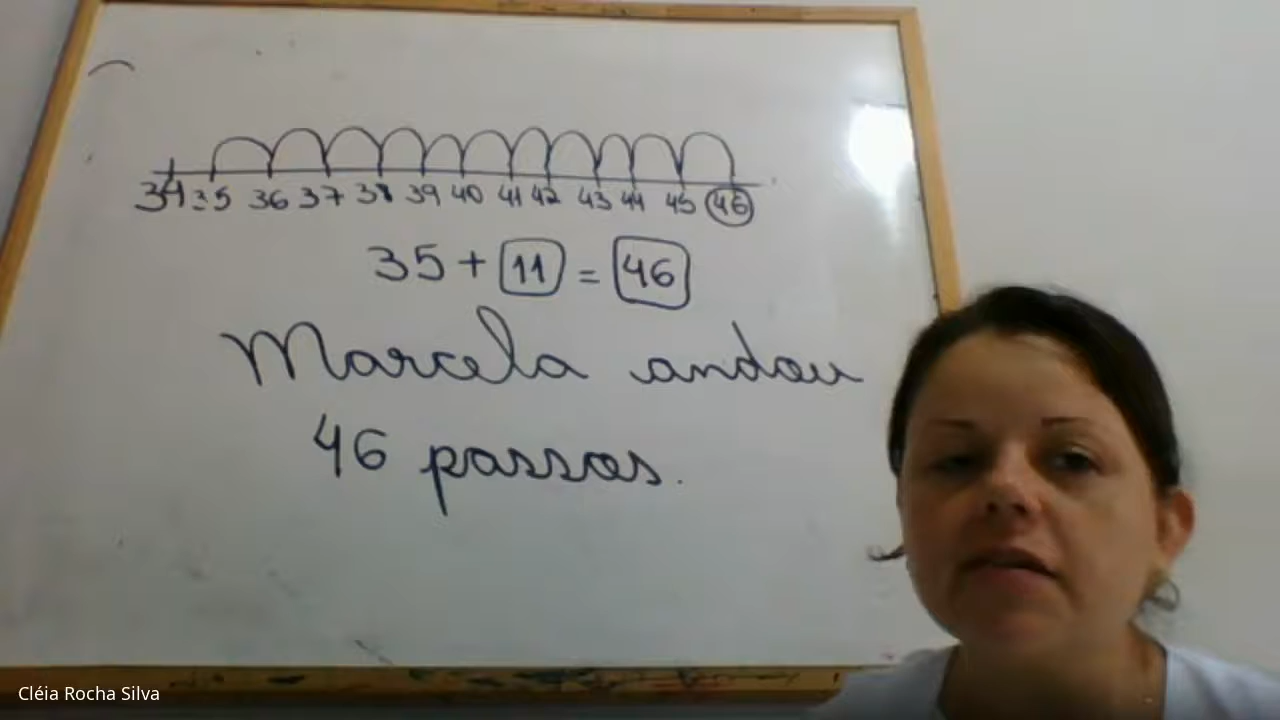 34 35 36 37 38 39 40 41 42 43 44 45 46
35 + 11 = 46
Marcela andou
46 passos.
Cléia Rocha Silva